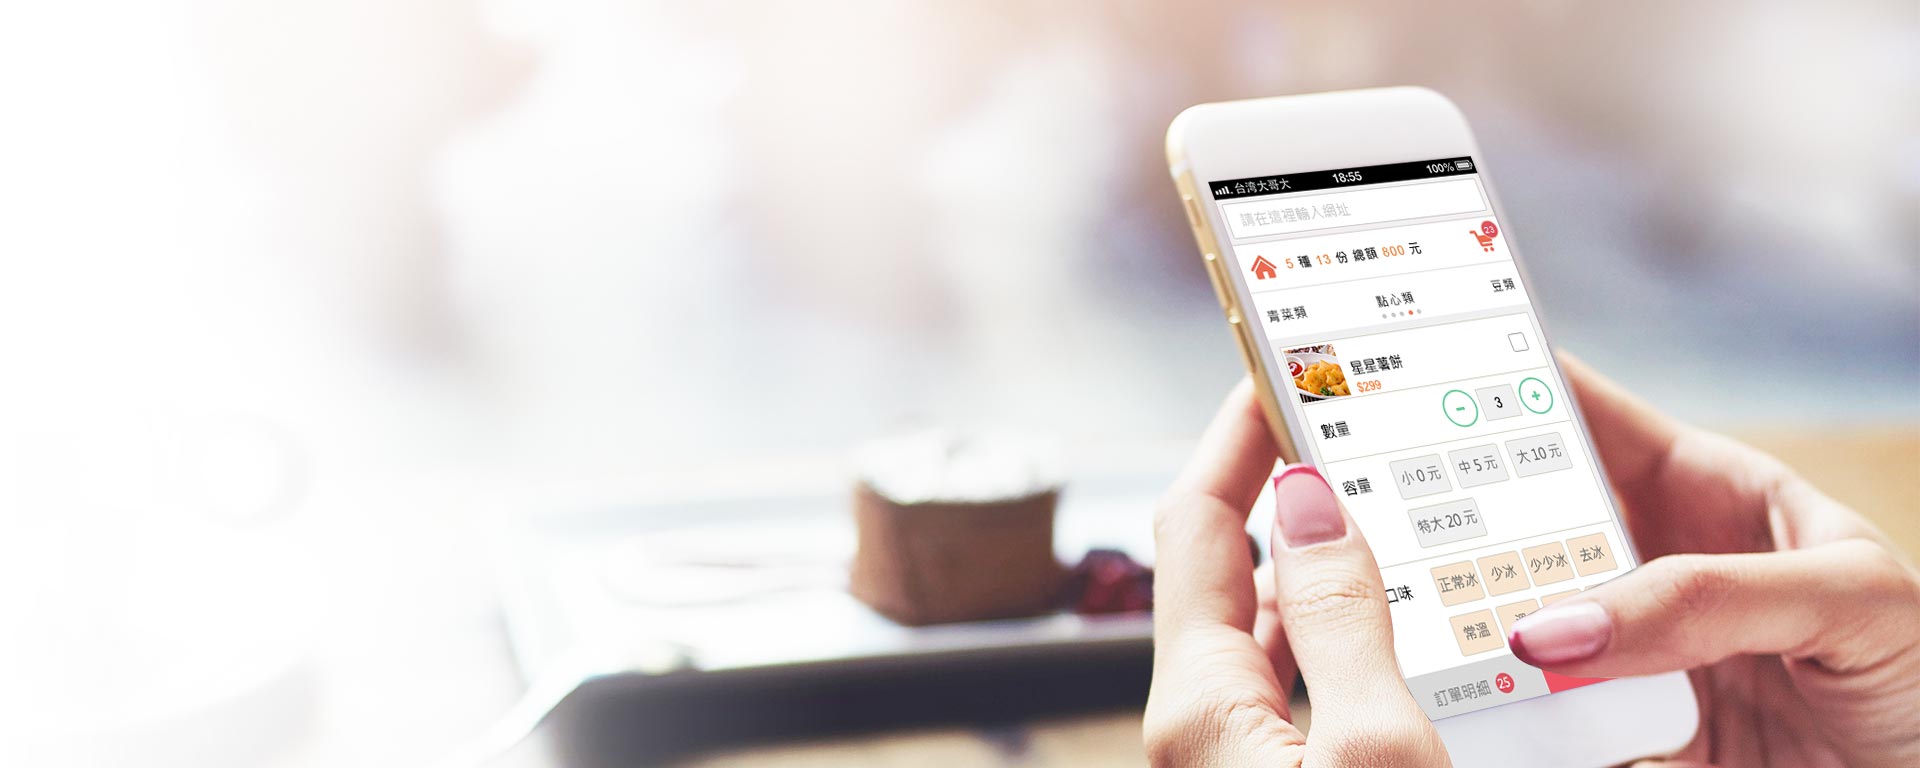 台湾大哥大 18:55 100%
請在這裡輸入網址
5 種 13 份 總額 800 元 23
青菜類 點心類 豆類
星星薯餅
$299
數量 - 3 +
容量 小 0 元 中 5 元 大 10 元
特大 20 元
口味 正常冰 少冰 少少冰 去冰
常溫
訂單明細 25